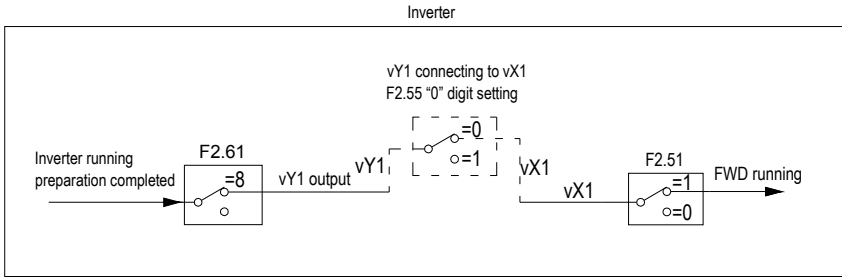 Inverter
vY1 connecting to vX1
F2.55 “0” digit setting
=0
=1
Inverter running
preparation completed
F2.61
=8
vY1 output
vY1
vX1
vX1
F2.51
=1
=0
FWD running